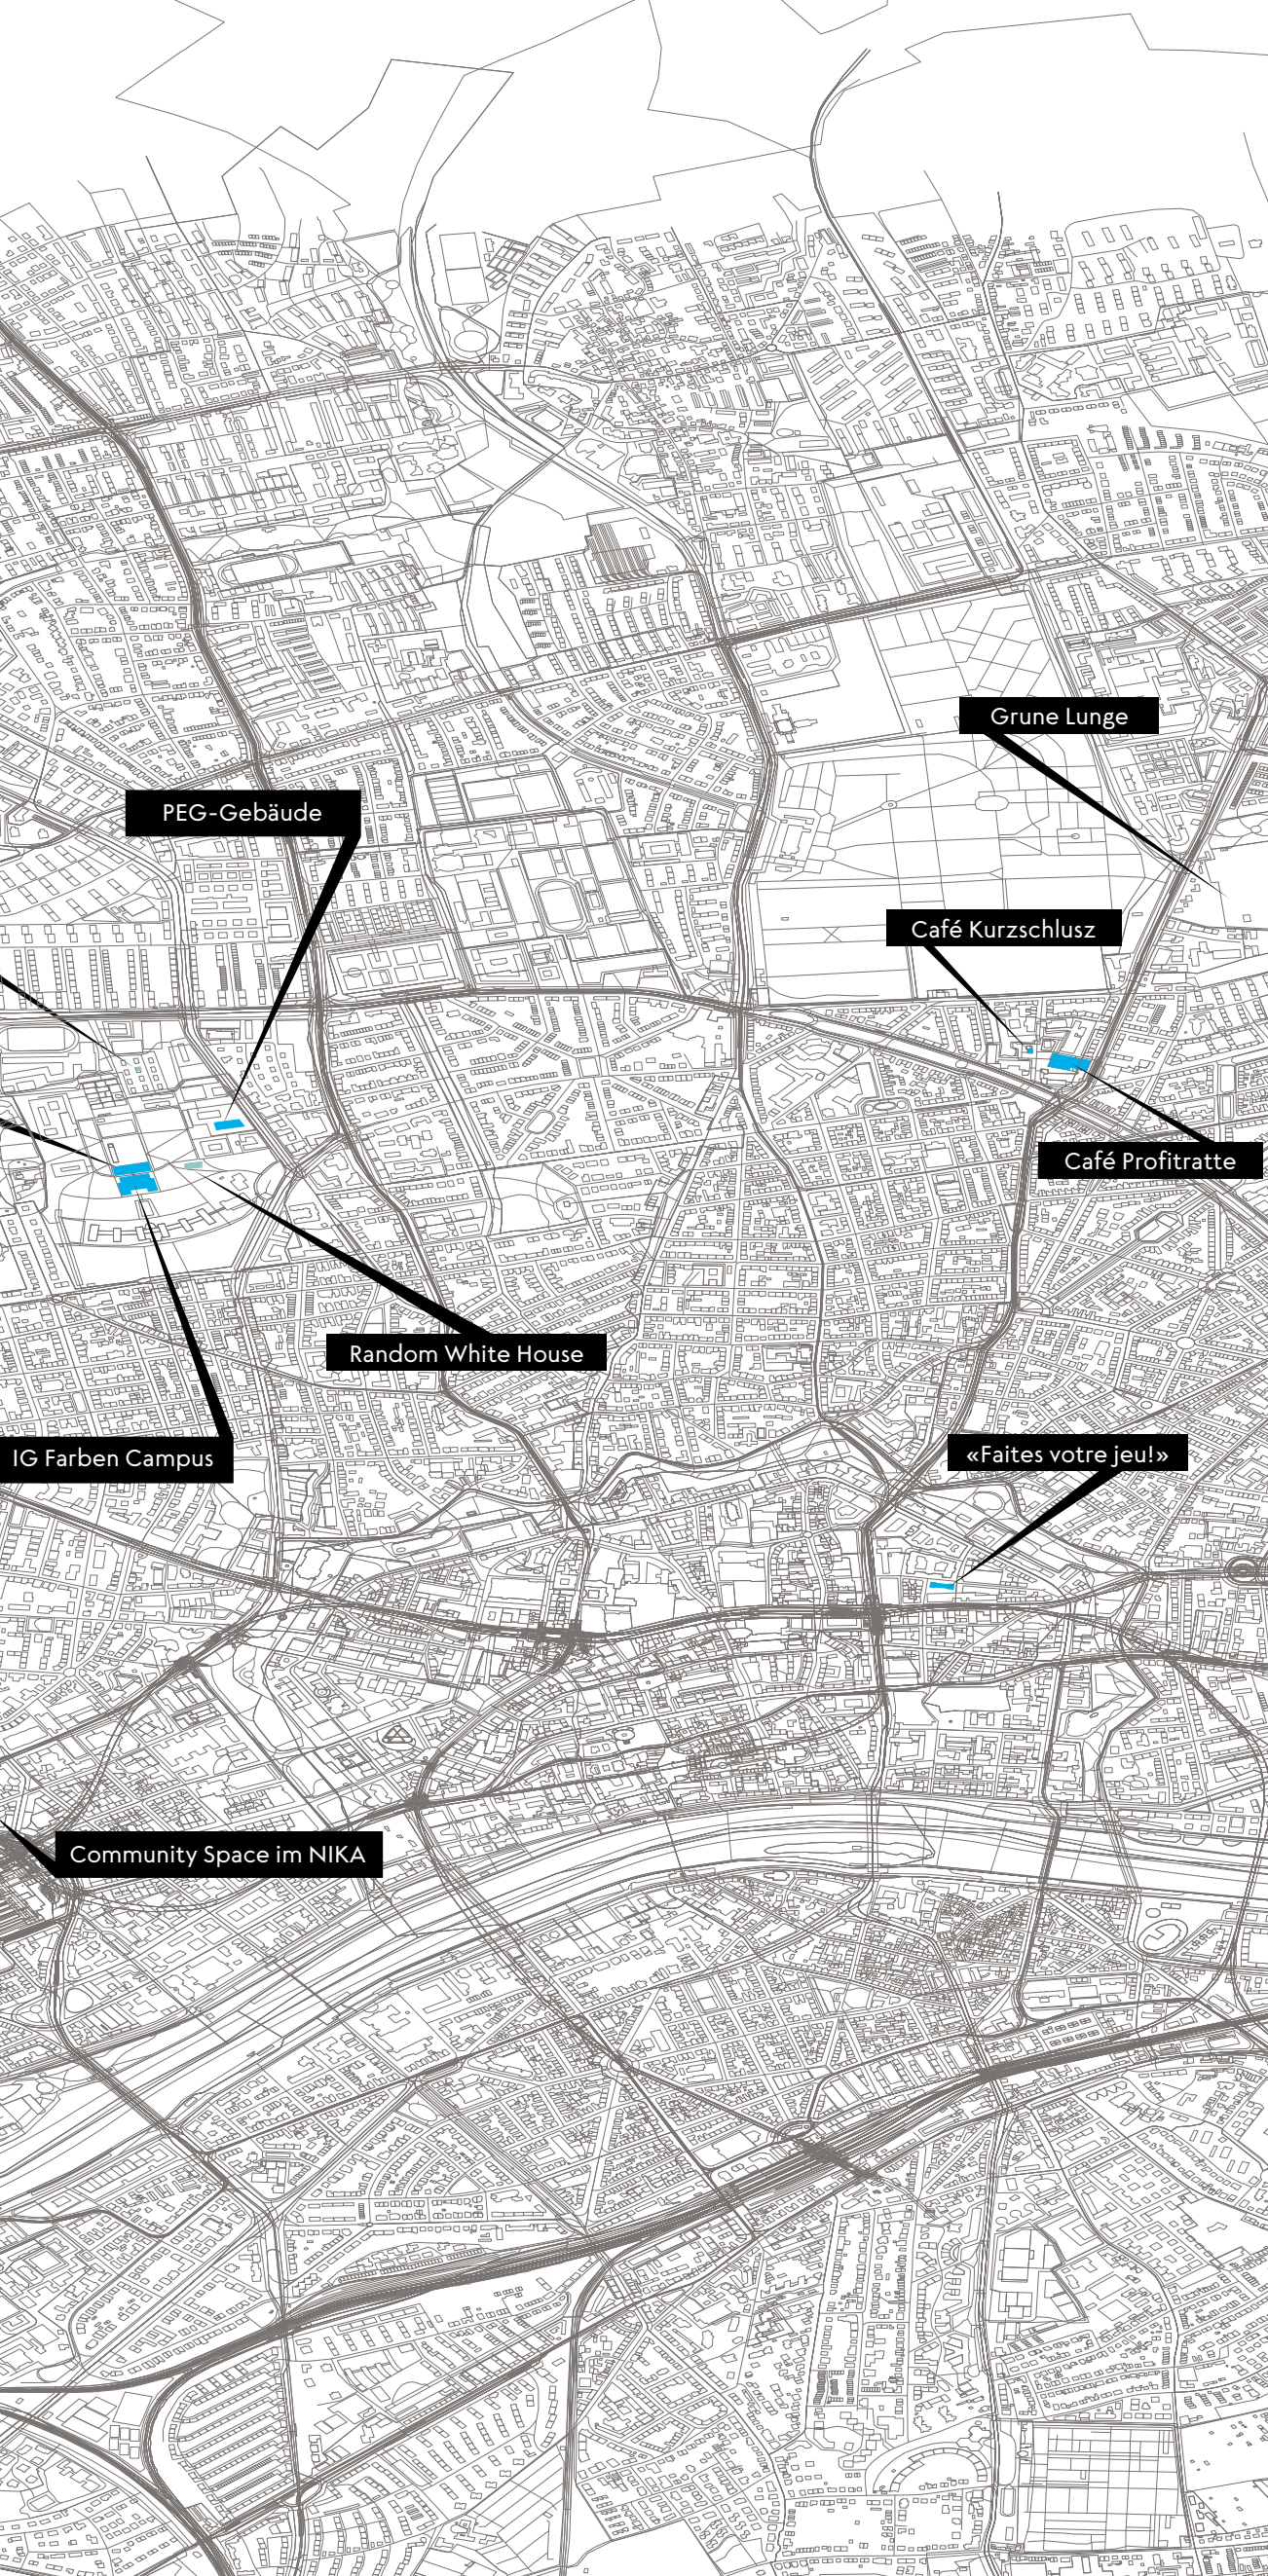 Grune Lunge
PEG-Gebäude
Café Kurzschlusz
Café Profitratte
Random White House
IG Farben Campus
«Faites votre jeu!»
Community Space im NIKA